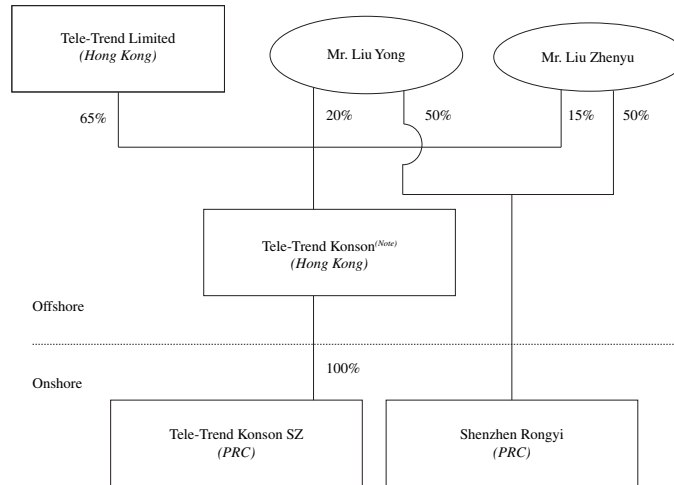 Tele-Trend Limited
(Hong Kong)
Mr. Liu Yong
Mr. Liu Zhenyu
65%
20%
50%
15%
50%
Tele-Trend Konson(Note)
(Hong Kong)
Offshore
Onshore
100%
Tele-Trend Konson SZ
(PRC)
Shenzhen Rongyi
(PRC)